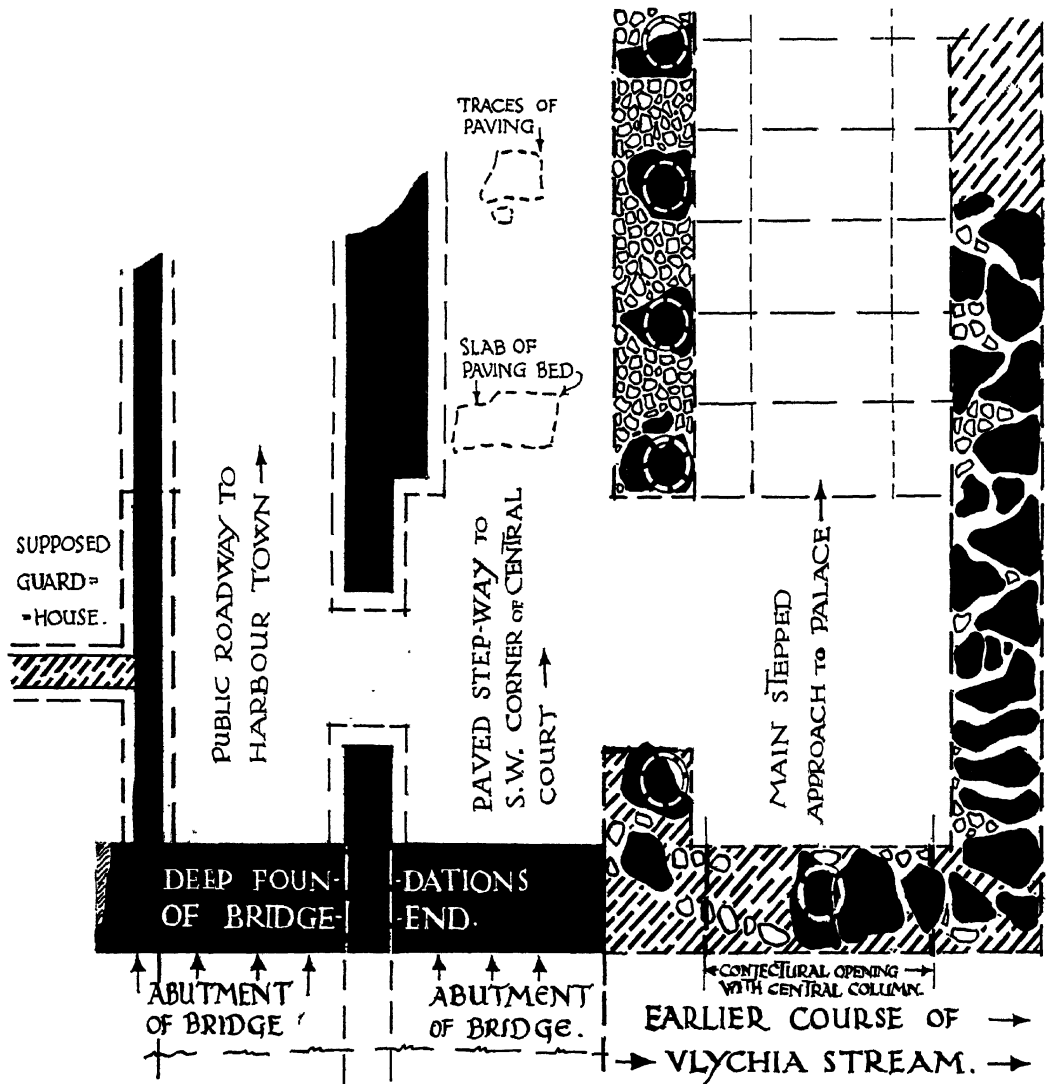 TRACES OF
PAVING
SLAB OF
PAVING BED
SUPPOSED
GUARD=
=HOUSE.
PUBLIC ROADWAY TO
HARBOUR TOWN
PAVED STEP-WAY TO
S.W. CORNER OF CENTRAL
COURT
MAIN STEPPED
APPROACH TO PALACE
DEEP FOUN- -DATIONS
OF BRIDGE- -END.
ABUTMENT
OF BRIDGE
ABUTMENT
OF BRIDGE.
CONJECTURAL OPENING
WITH CENTRAL COLUMN.
EARLIER COURSE OF
VLYCHIA STREAM.